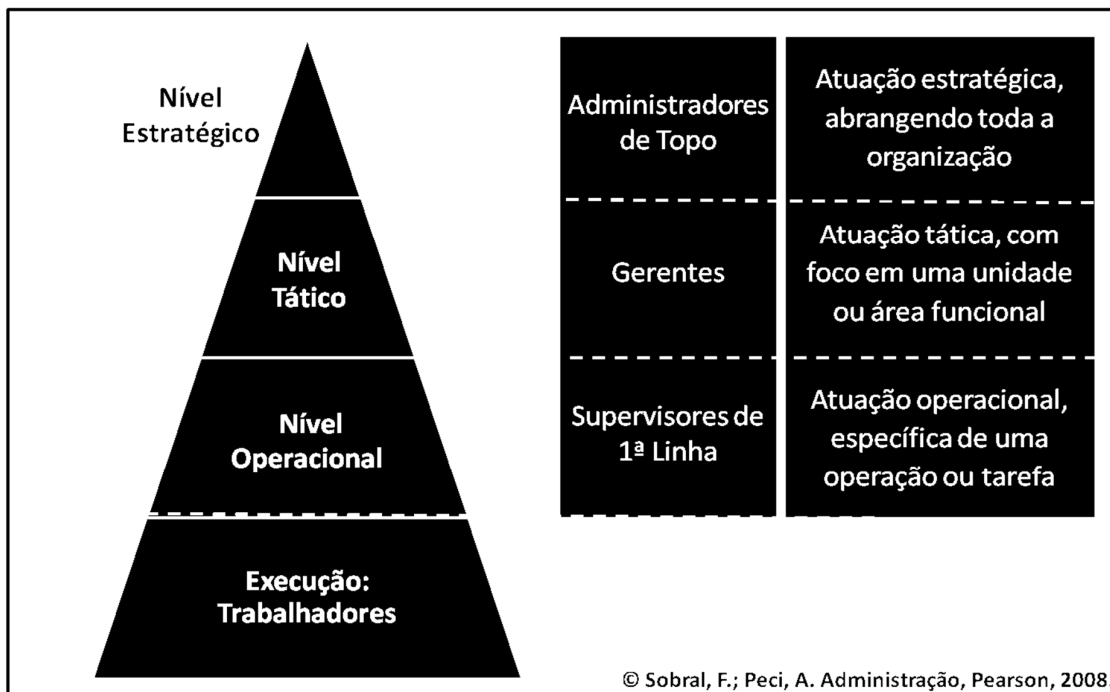 Nível
Estratégico
Nível
Tático
Nível
Operacional
Execução:
Trabalhadores
Administradores
de Topo
Atuação estratégica,
abrangendo toda a
organização
Gerentes
Atuação tática, com
foco em uma unidade
ou área funcional
Supervisores de
1ª Linha
Atuação operacional,
específica de uma
operação ou tarefa
© Sobral, F.; Peci, A. Administração, Pearson, 2008.